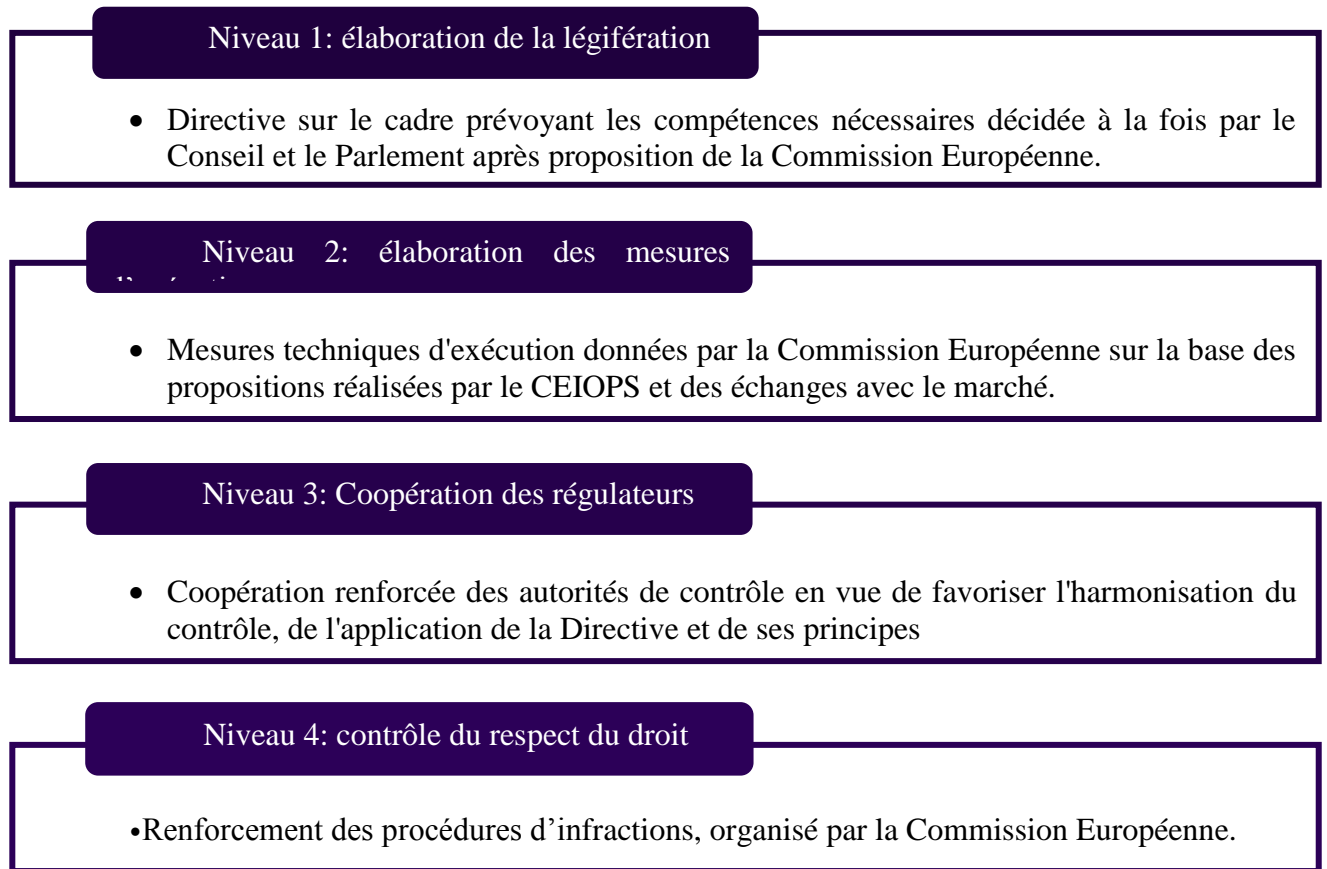 Niveau 1: élaboration de la légifération
• Directive sur le cadre prévoyant les compétences nécessaires décidée à la fois par le
Conseil et le Parlement après proposition de la Commission Européenne.
Niveau 2: élaboration des mesures
• Mesures techniques d'exécution données par la Commission Européenne sur la base des
propositions réalisées par le CEIOPS et des échanges avec le marché.
Niveau 3: Coopération des régulateurs
• Coopération renforcée des autorités de contrôle en vue de favoriser l'harmonisation du
contrôle, de l'application de la Directive et de ses principes
Niveau 4: contrôle du respect du droit
•Renforcement des procédures d’infractions, organisé par la Commission Européenne.